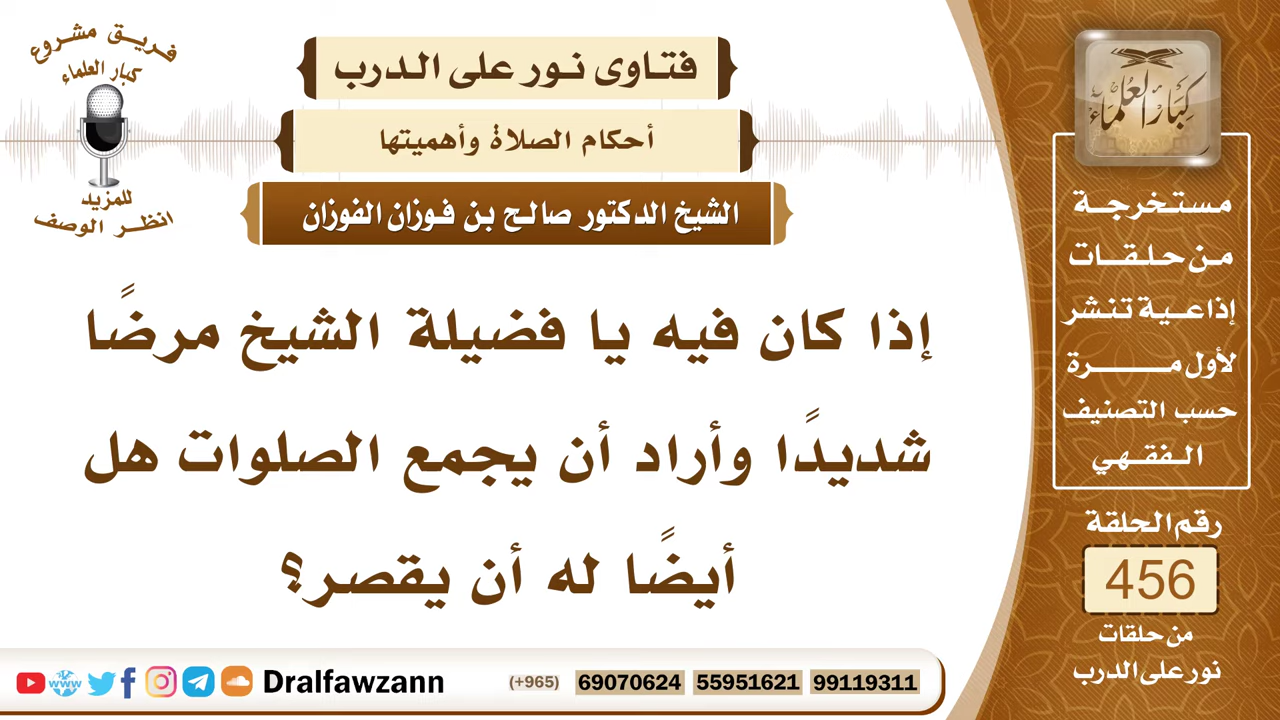 فريق مشروع
كبار العلماء
للمزيد
انظر الوصف
فتاوى نور على الدرب
أحكام الصلاة وأهميتها
الشيخ الدكتور صالح بن فوزان الفوزان
إذا كان فيه يا فضيلة الشيخ مرضًا
شديدًا وأراد أن يجمع الصلوات هل
أيضًا له أن يقصر؟
كبار العلماء
مستخرجة
من حلقات
إذاعية تنشر
لأول مرة
حسب التصنيف
الفقهي
رقم الحلقة
456
من حلقات
نور على الدرب
www Dralfawzann (+965) 69070624 55951621 99119311